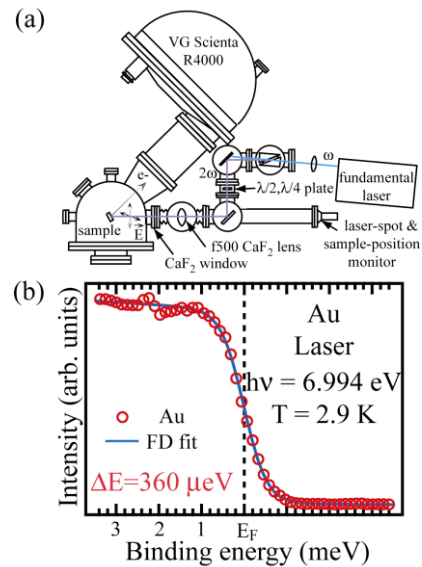 (a)
VG Scienta
R4000
e-
2ω
ω
λ/2,λ/4 plate
fundamental
laser
sample
E
f500 CaF₂ lens
CaF₂ window
laser-spot &
sample-position
monitor
(b)
Intensity (arb. units)
Au
Laser
hν = 6.994 eV
T = 2.9 K
Au
FD fit
ΔE=360 μeV
3 2 1 E_F
Binding energy (meV)